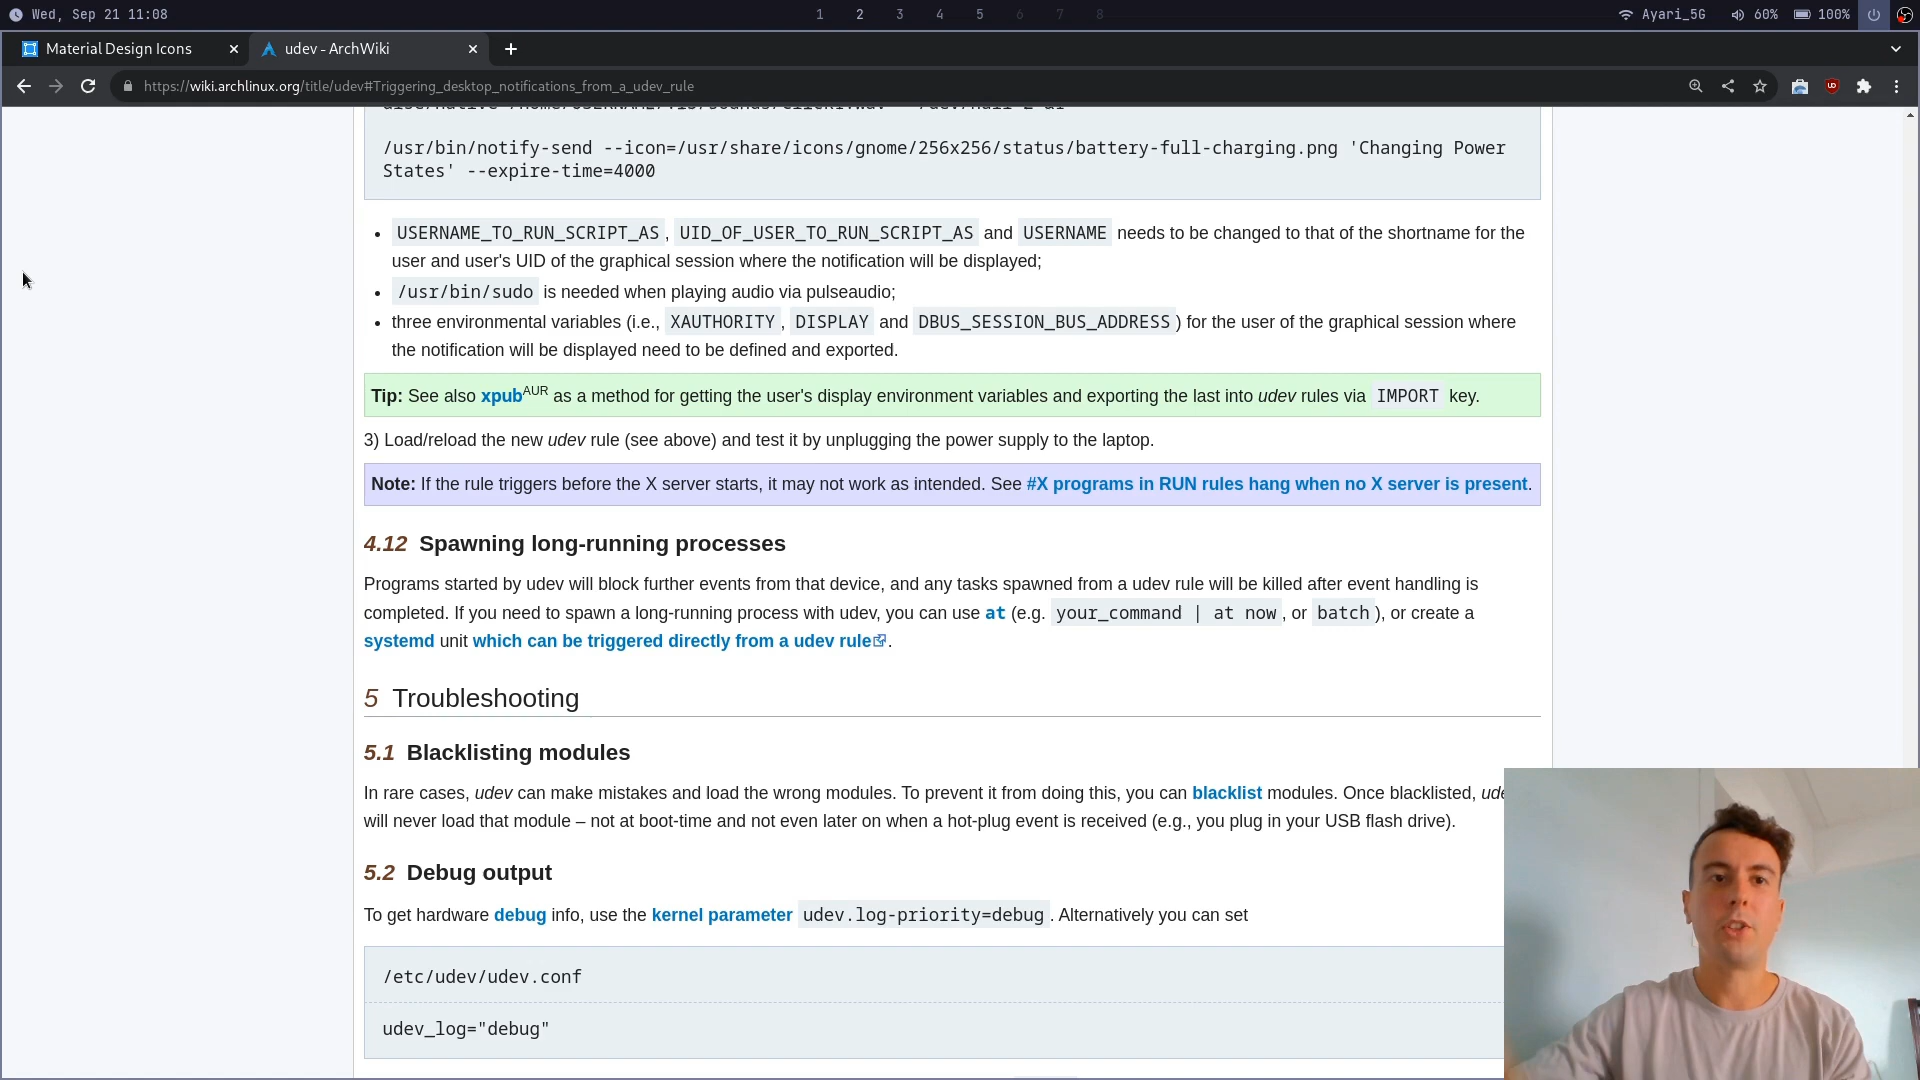 Wed, Sep 21 11:08 1 2 3 4 5 6 7 8 Ayari_5G 60% 100%
Material Design Icons udev - ArchWiki
https://wiki.archlinux.org/title/udev#Triggering_desktop_notifications_from_a_udev_rule
/usr/bin/notify-send --icon=/usr/share/icons/gnome/256x256/status/battery-full-charging.png 'Changing Power
States' --expire-time=4000
• USERNAME_TO_RUN_SCRIPT_AS, UID_OF_USER_TO_RUN_SCRIPT_AS and USERNAME needs to be changed to that of the shortname for the
user and user's UID of the graphical session where the notification will be displayed;
• /usr/bin/sudo is needed when playing audio via pulseaudio;
• three environmental variables (i.e., XAUTHORITY, DISPLAY and DBUS_SESSION_BUS_ADDRESS) for the user of the graphical session where
the notification will be displayed need to be defined and exported.
Tip: See also xpubAUR as a method for getting the user's display environment variables and exporting the last into udev rules via IMPORT key.
3) Load/reload the new udev rule (see above) and test it by unplugging the power supply to the laptop.
Note: If the rule triggers before the X server starts, it may not work as intended. See #X programs in RUN rules hang when no X server is present.
4.12 Spawning long-running processes
Programs started by udev will block further events from that device, and any tasks spawned from a udev rule will be killed after event handling is
completed. If you need to spawn a long-running process with udev, you can use at (e.g. your_command | at now, or batch), or create a
systemd unit which can be triggered directly from a udev rule.
5 Troubleshooting
5.1 Blacklisting modules
In rare cases, udev can make mistakes and load the wrong modules. To prevent it from doing this, you can blacklist modules. Once blacklisted, ude
will never load that module – not at boot-time and not even later on when a hot-plug event is received (e.g., you plug in your USB flash drive).
5.2 Debug output
To get hardware debug info, use the kernel parameter udev.log-priority=debug. Alternatively you can set
/etc/udev/udev.conf
udev_log="debug"